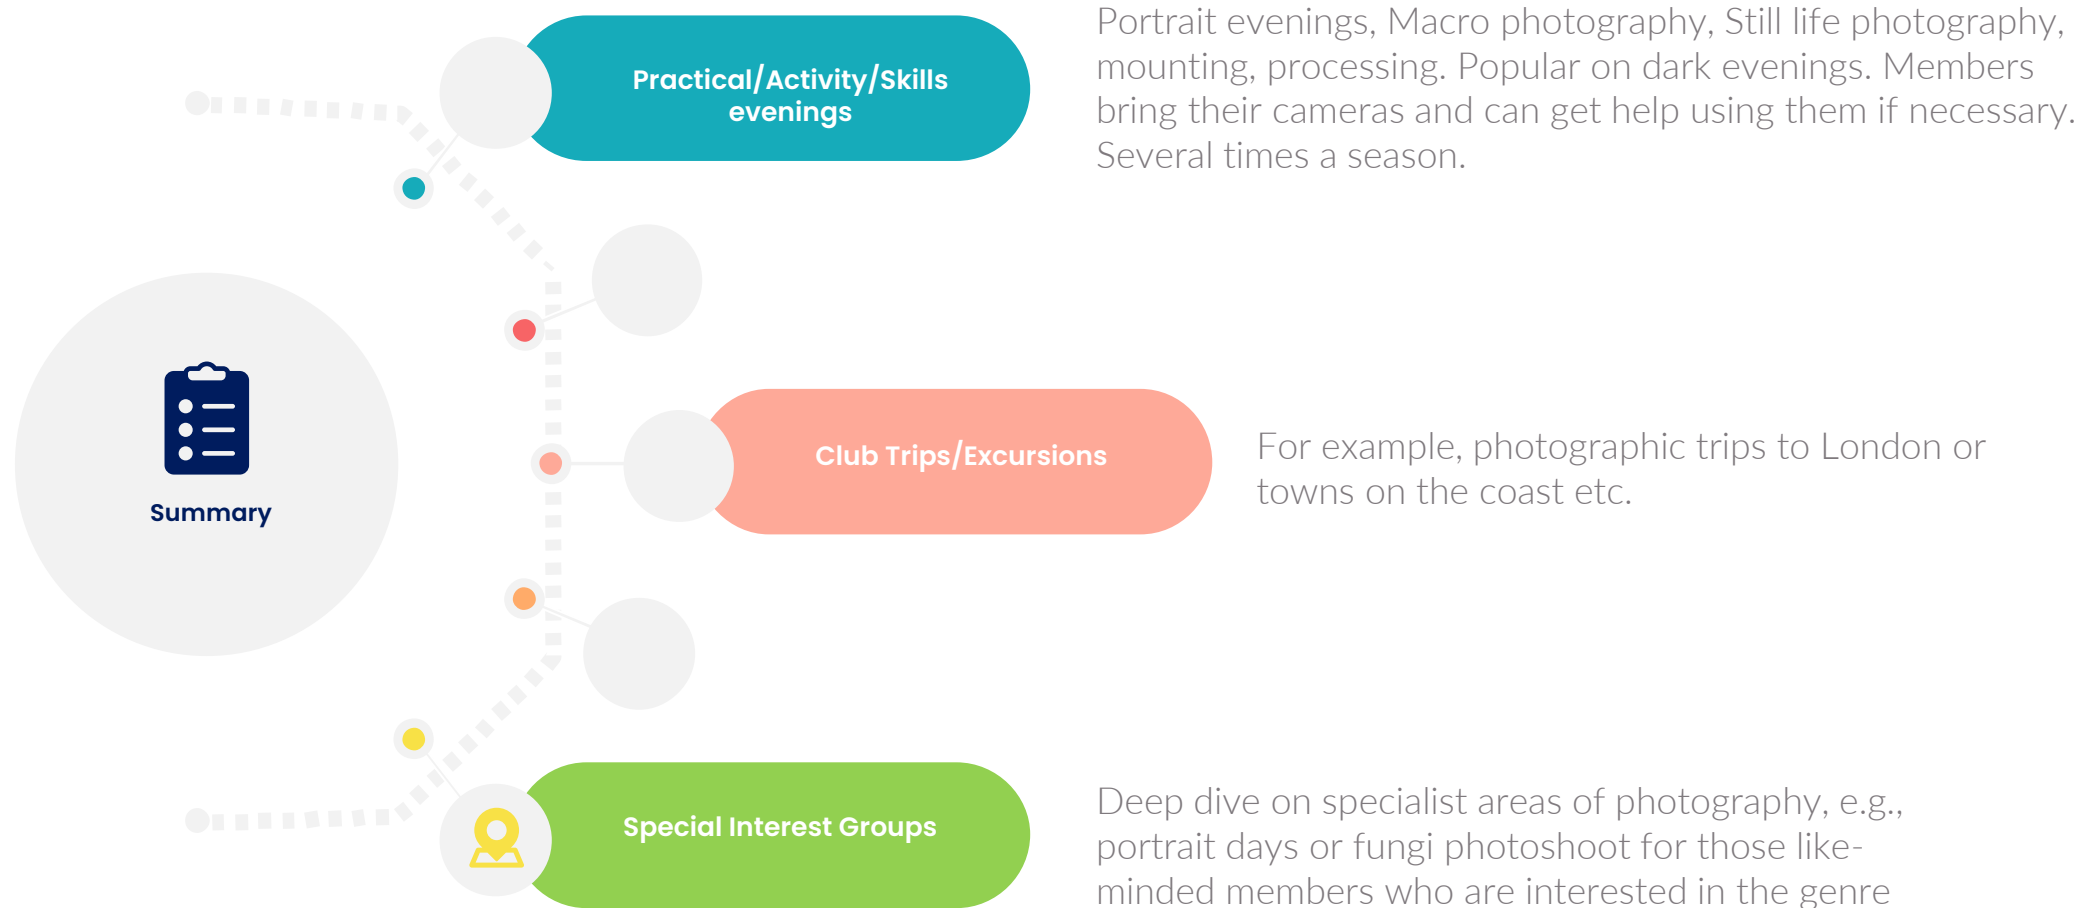 Practical/Activity/Skills
evenings
Portrait evenings, Macro photography, Still life photography,
mounting, processing. Popular on dark evenings. Members
bring their cameras and can get help using them if necessary.
Several times a season.
Summary
Club Trips/Excursions
For example, photographic trips to London or
towns on the coast etc.
Special Interest Groups
Deep dive on specialist areas of photography, e.g.,
portrait days or fungi photoshoot for those like-
minded members who are interested in the genre